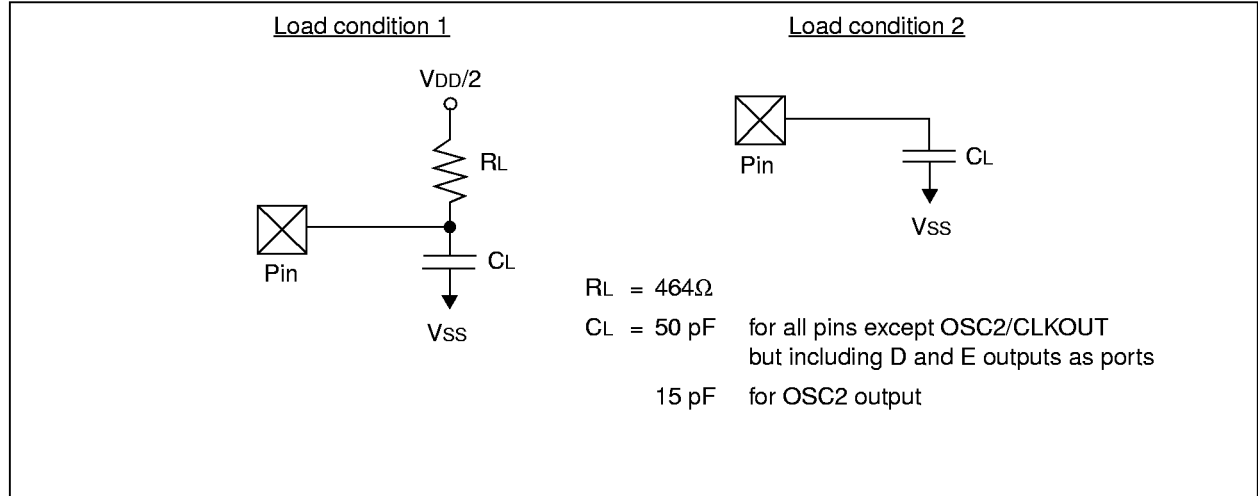 Load condition 1
VDD/2
RL
Pin
CL
VSS
Load condition 2
Pin
CL
VSS
RL = 464Ω
CL = 50 pF for all pins except OSC2/CLKOUT
but including D and E outputs as ports
15 pF for OSC2 output